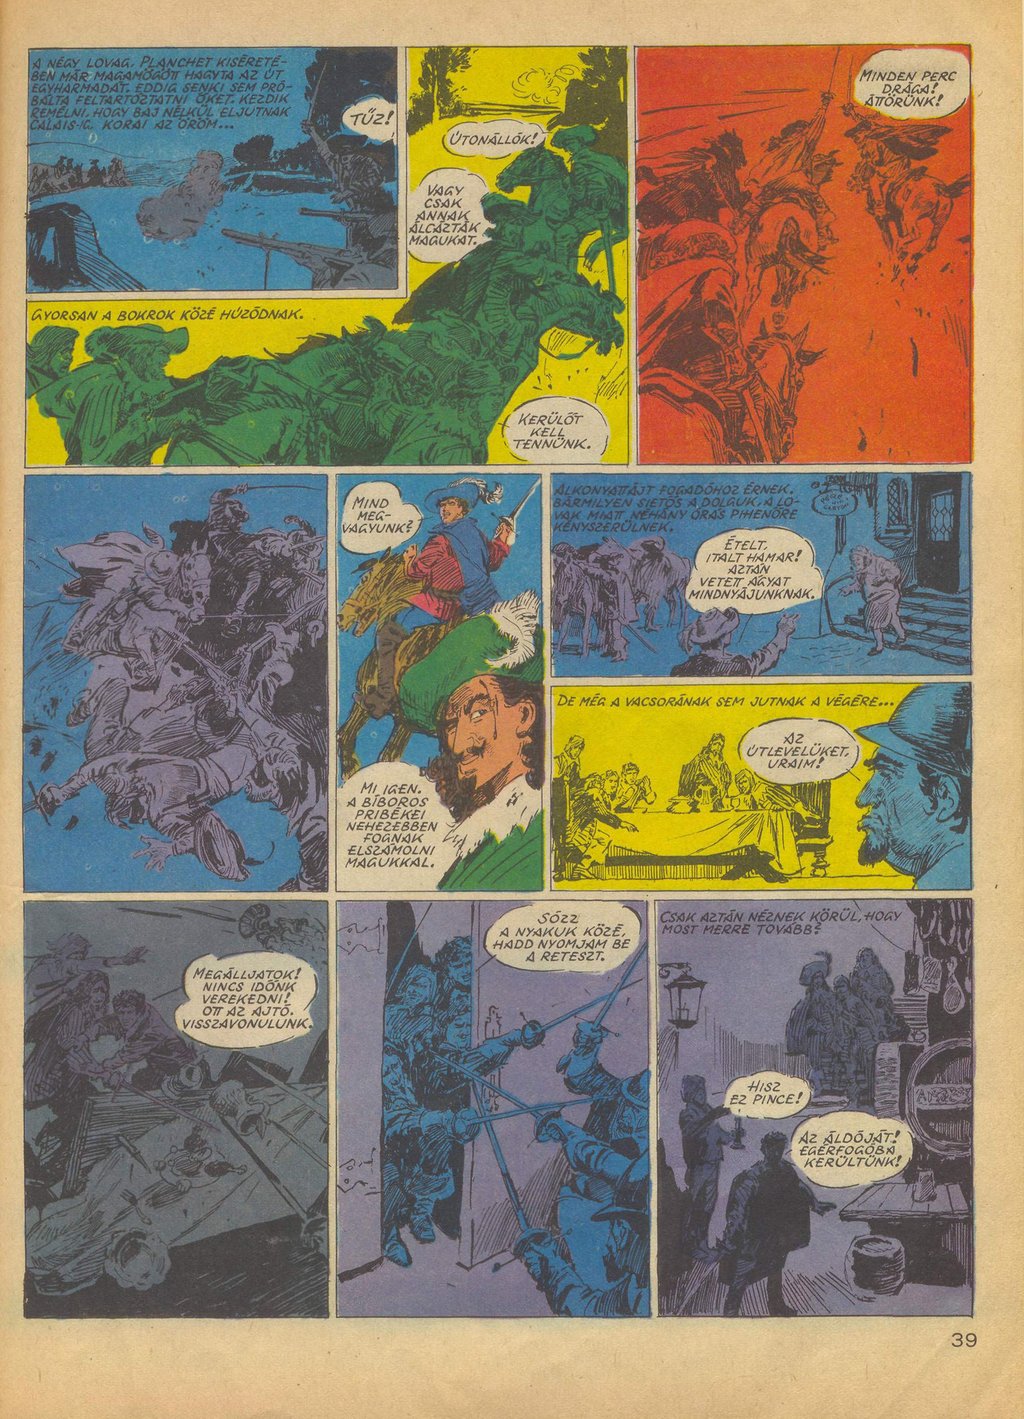 A NÉGY LOVAG, PLANCHET KISÉRETÉ-
BEN MÁR MAGAMÖGÖTT HAGYTA AZ ÚT
EGYHARMADÁT. EDDIG SENKI SEM PRÓ-
BÁLTA FELTARTÓZTATNI ŐKET. KEZDIK
REMÉLNI, HOGY BAJ NÉLKÜL ELJUTNAK
CALAIS-IG. KORAI AZ ÖRÖM...
TŰZ!
ÚTONÁLLÓK!
VAGY
CSAK
ANNAK
ÁLCÁZTÁK
MAGUKAT.
GYORSAN A BOKROK KÖZÉ HÚZÓDNAK.
KERÜLŐT
KELL
TENNÜNK.
MINDEN PERC
DRÁGA!
ÁTTÖRÜNK!
MIND
MEG-
VAGYUNK?
MI IGEN.
A BÍBOROS
PRIBÉKEI
NEHEZEBBEN
FOGNAK
ELSZÁMOLNI
MAGUKKAL.
ALKONYATTÁJT FOGADÓHOZ ÉRNEK.
BÁRMILYEN SIETŐS A DOLGUK, A LO-
VAK MIATT NÉHÁNY ÓRÁS PIHENŐRE
KÉNYSZERÜLNEK.
ÉTELT,
ITALT HAMAR!
AZTÁN
VETETT ÁGYAT
MINDNYÁJUNKNAK.
DE MÉG A VACSORÁNAK SEM JUTNAK A VÉGÉRE...
AZ
ÚTLEVELÜKET,
URAIM!
MEGÁLLJATOK!
NINCS IDŐNK
VEREKEDNI!
OTT AZ AJTÓ.
VISSZAVONULUNK.
SÓZZ
A NYAKUK KÖZÉ,
HADD NYOMJAM BE
A RETESZT.
CSAK AZTÁN NÉZNEK KÖRÜL, HOGY
MOST MERRE TOVÁBB?
HISZ
EZ PINCE!
AZ ÁLDÓJÁT!
EGÉRFOGÓBA
KERÜLTÜNK!
39